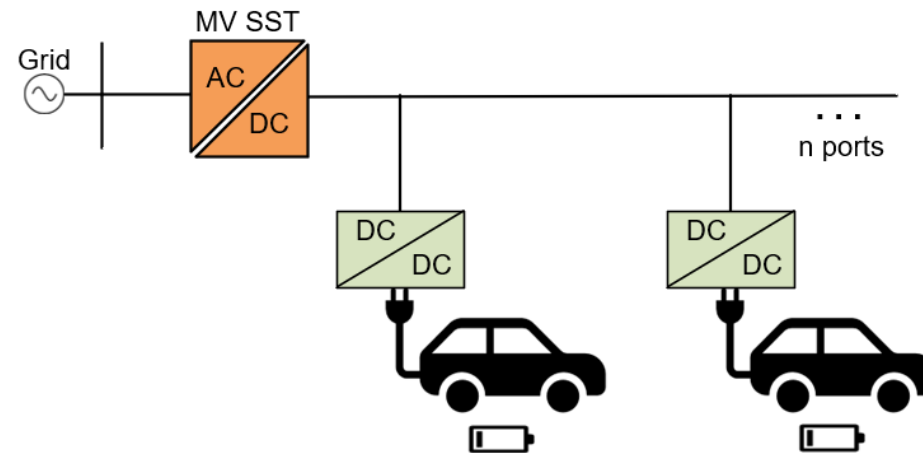 MV SST
Grid
AC
DC
. . .
n ports
DC
DC
DC
DC